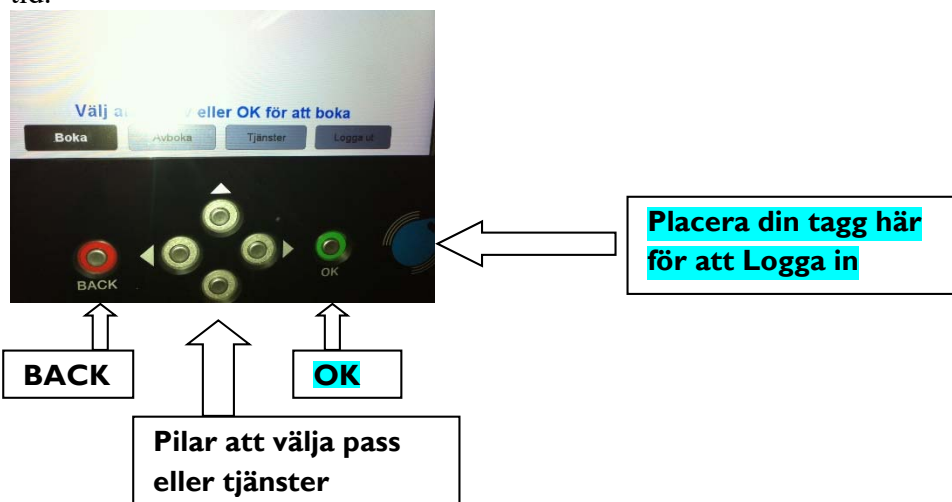 tid.
Välj a eller OK för att boka
Boka
Avboka
Tjänster
Logga ut
BACK
OK
Placera din tagg här
för att Logga in
BACK
OK
Pilar att välja pass
eller tjänster